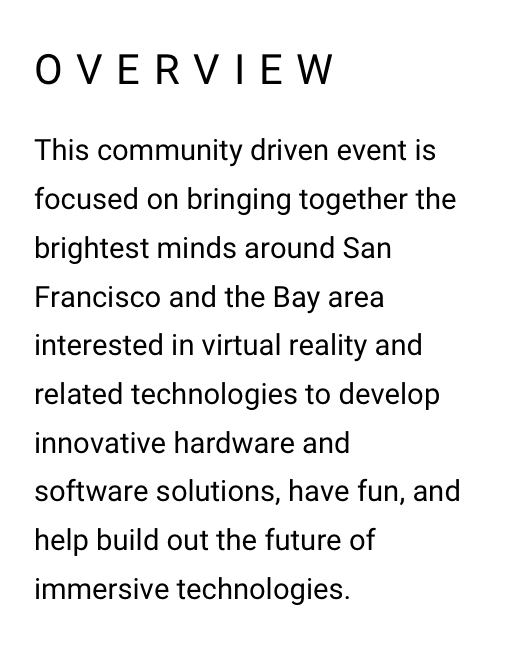 OVERVIEW
This community driven event is
focused on bringing together the
brightest minds around San
Francisco and the Bay area
interested in virtual reality and
related technologies to develop
innovative hardware and
software solutions, have fun, and
help build out the future of
immersive technologies.